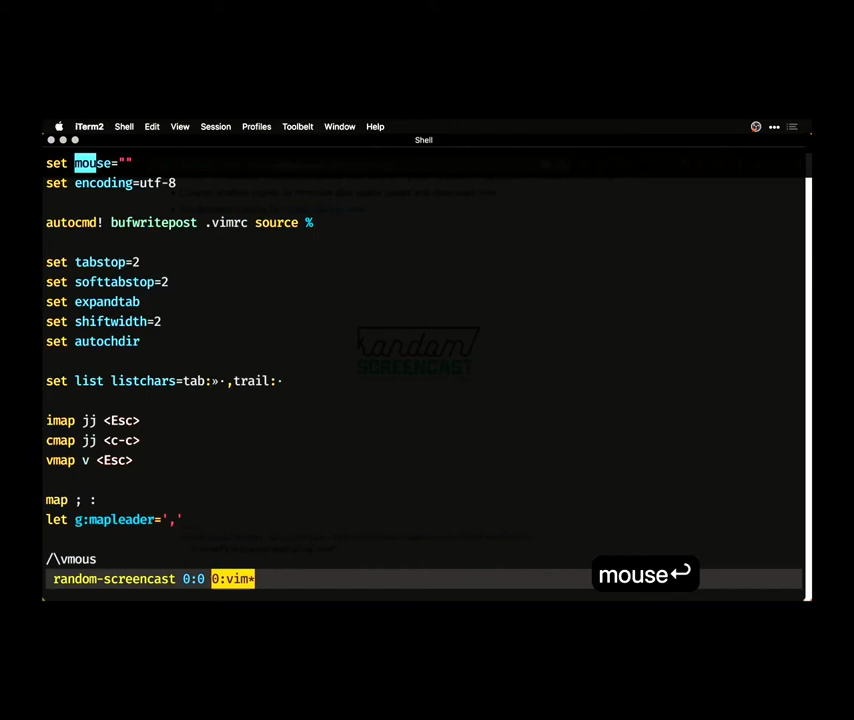 iTerm2 Shell Edit View Session Profiles Toolbelt Window Help
Shell
set mouse=""
set encoding=utf-8
autocmd! bufwritepost .vimrc source %
set tabstop=2
set softtabstop=2
set expandtab
set shiftwidth=2
set autochdir
set list listchars=tab:»·,trail:·
andom
SCREENCAST
imap jj <Esc>
cmap jj <c-c>
vmap v <Esc>
map ; :
let g:mapleader=','
/\vmous
mouse↵
random-screencast 0:0 0:vim*